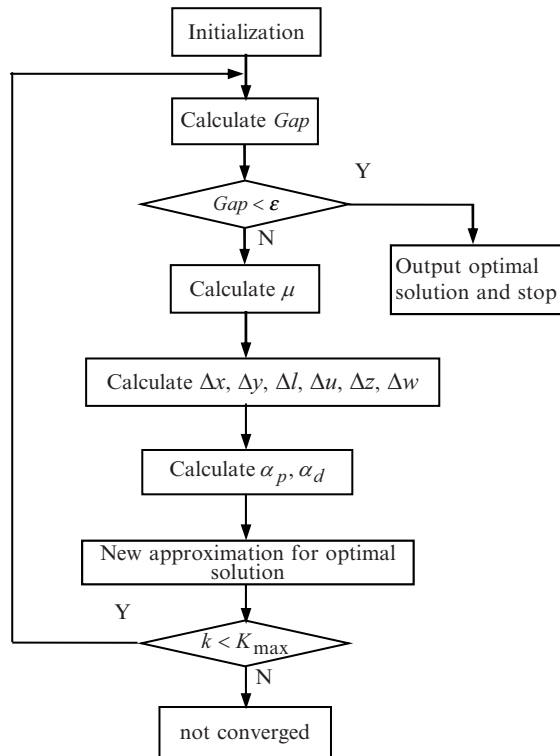 Initialization
Calculate Gap
Y
Gap < ε
N
Output optimal
solution and stop
Calculate μ
Calculate Δx, Δy, Δl, Δu, Δz, Δw
Calculate αp, αd
New approximation for optimal
solution
Y
k < Kmax
N
not converged